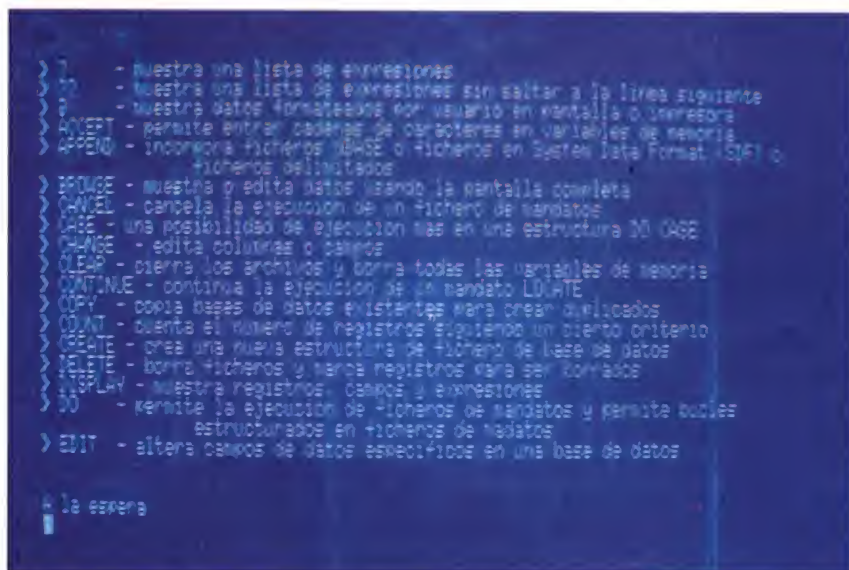 > ? - muestra una lista de expresiones
> ?? - muestra una lista de expresiones sin saltar a la linea siguiente
> @ - muestra datos formateados por usuario en pantalla o impresora
> ACCEPT - permite entrar cadenas de caracteres en variables de memoria
> APPEND - incorpora ficheros dBASE o ficheros en System Data Format (SDF) o
ficheros delimitados
> BROWSE - muestra o edita datos usando la pantalla completa
> CANCEL - cancela la ejecucion de un fichero de mandatos
> CASE - una posibilidad de ejecucion mas en una estructura DO CASE
> CHANGE - edita columnas o campos
> CLEAR - cierra los archivos y borra todas las variables de memoria
> CONTINUE - continua la ejecucion de un mandato LOCATE
> COPY - copia bases de datos existentes para crear duplicados
> COUNT - cuenta el numero de registros siguiendo un cierto criterio
> CREATE - crea una nueva estructura de fichero de base de datos
> DELETE - borra ficheros y marca registros para ser borrados
> DISPLAY - muestra registros, campos y expresiones
> DO - permite la ejecucion de ficheros de mandatos y permite bucles
estructurados en ficheros de madatos
> EDIT - altera campos de datos especificos en una base de datos
A la espera